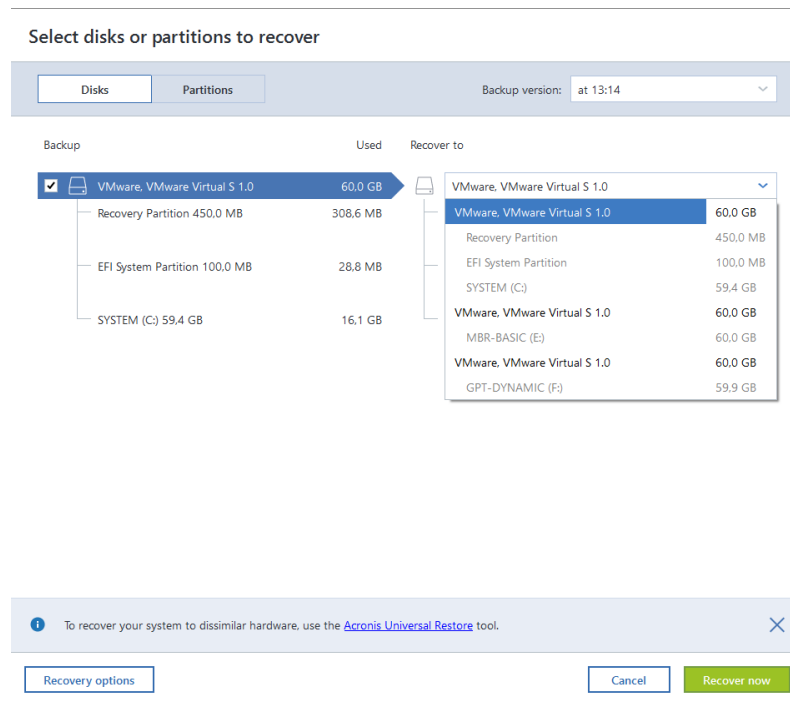 Select disks or partitions to recover
Disks Partitions Backup version: at 13:14
Backup Used Recover to
VMware, VMware Virtual S 1.0 60,0 GB VMware, VMware Virtual S 1.0
Recovery Partition 450,0 MB 308,6 MB VMware, VMware Virtual S 1.0 60,0 GB
Recovery Partition 450,0 MB
EFI System Partition 100,0 MB 28,8 MB EFI System Partition 100,0 MB
SYSTEM (C:) 59,4 GB
VMware, VMware Virtual S 1.0 60,0 GB
SYSTEM (C:) 59,4 GB 16,1 GB
MBR-BASIC (E:) 60,0 GB
VMware, VMware Virtual S 1.0 60,0 GB
GPT-DYNAMIC (F:) 59,9 GB
To recover your system to dissimilar hardware, use the Acronis Universal Restore tool.
Recovery options Cancel Recover now